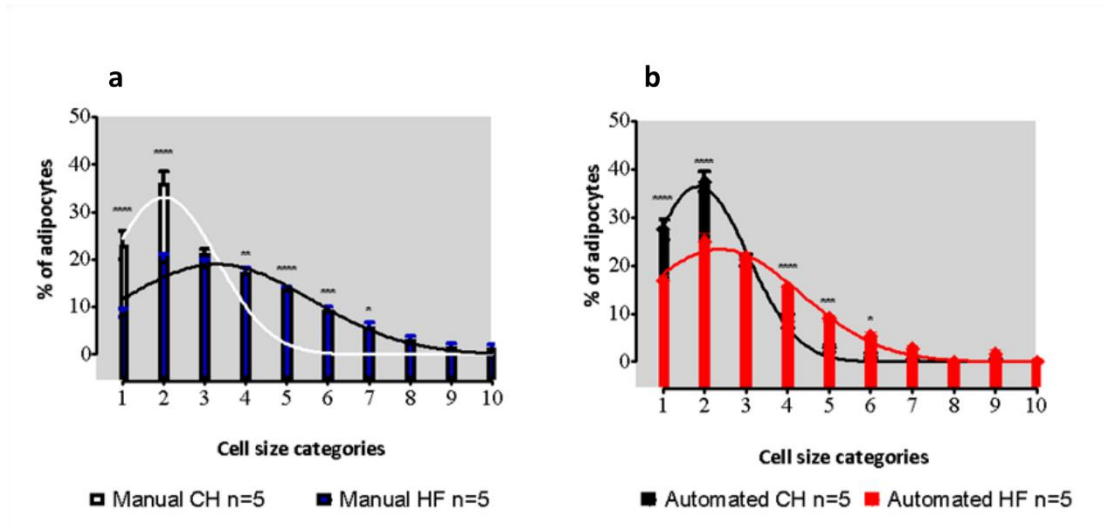 a
50
40
30
20
10
0
% of adipocytes
****
****
**
****
***
*
1 2 3 4 5 6 7 8 9 10
Cell size categories
Manual CH n=5 Manual HF n=5
b
50
40
30
20
10
0
% of adipocytes
****
****
****
***
*
1 2 3 4 5 6 7 8 9 10
Cell size categories
Automated CH n=5 Automated HF n=5